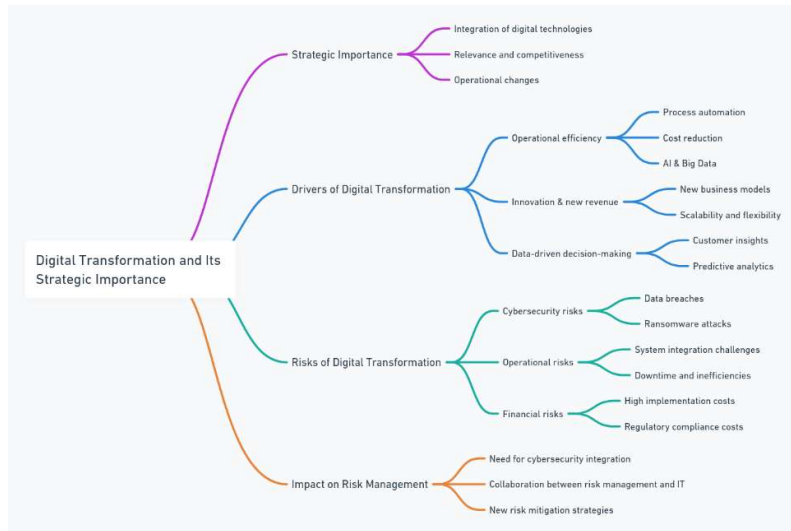 Digital Transformation and Its
Strategic Importance
Strategic Importance
Integration of digital technologies
Relevance and competitiveness
Operational changes
Drivers of Digital Transformation
Operational efficiency
Process automation
Cost reduction
AI & Big Data
Innovation & new revenue
New business models
Scalability and flexibility
Data-driven decision-making
Customer insights
Predictive analytics
Risks of Digital Transformation
Cybersecurity risks
Data breaches
Ransomware attacks
Operational risks
System integration challenges
Downtime and inefficiencies
Financial risks
High implementation costs
Regulatory compliance costs
Impact on Risk Management
Need for cybersecurity integration
Collaboration between risk management and IT
New risk mitigation strategies